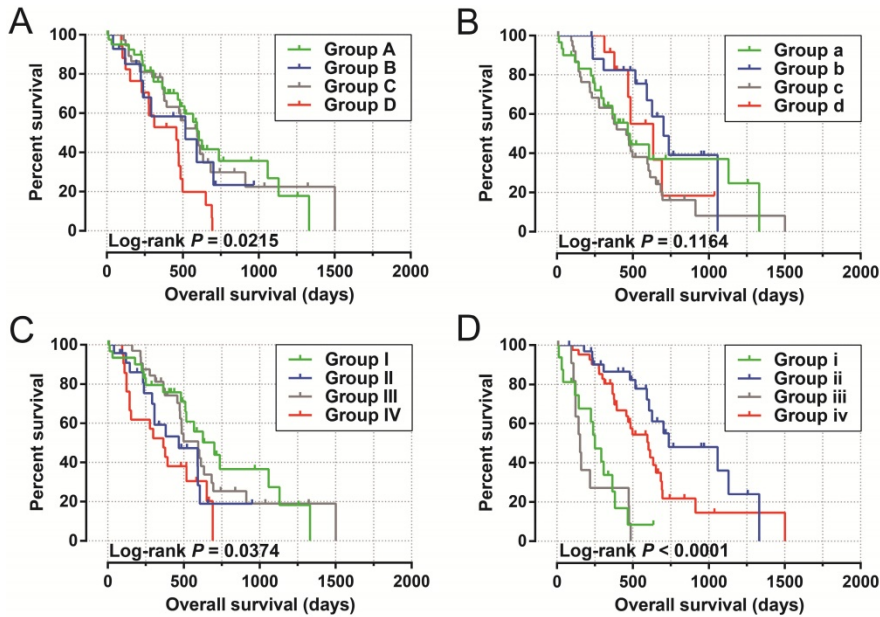 A
Group A
Group B
Group C
Group D
Percent survival
100
80
60
40
20
0
Log-rank P = 0.0215
0 500 1000 1500 2000
Overall survival (days)
B
Group a
Group b
Group c
Group d
Percent survival
100
80
60
40
20
0
Log-rank P = 0.1164
0 500 1000 1500 2000
Overall survival (days)
C
Group I
Group II
Group III
Group IV
Percent survival
100
80
60
40
20
0
Log-rank P = 0.0374
0 500 1000 1500 2000
Overall survival (days)
D
Group i
Group ii
Group iii
Group iv
Percent survival
100
80
60
40
20
0
Log-rank P < 0.0001
0 500 1000 1500 2000
Overall survival (days)